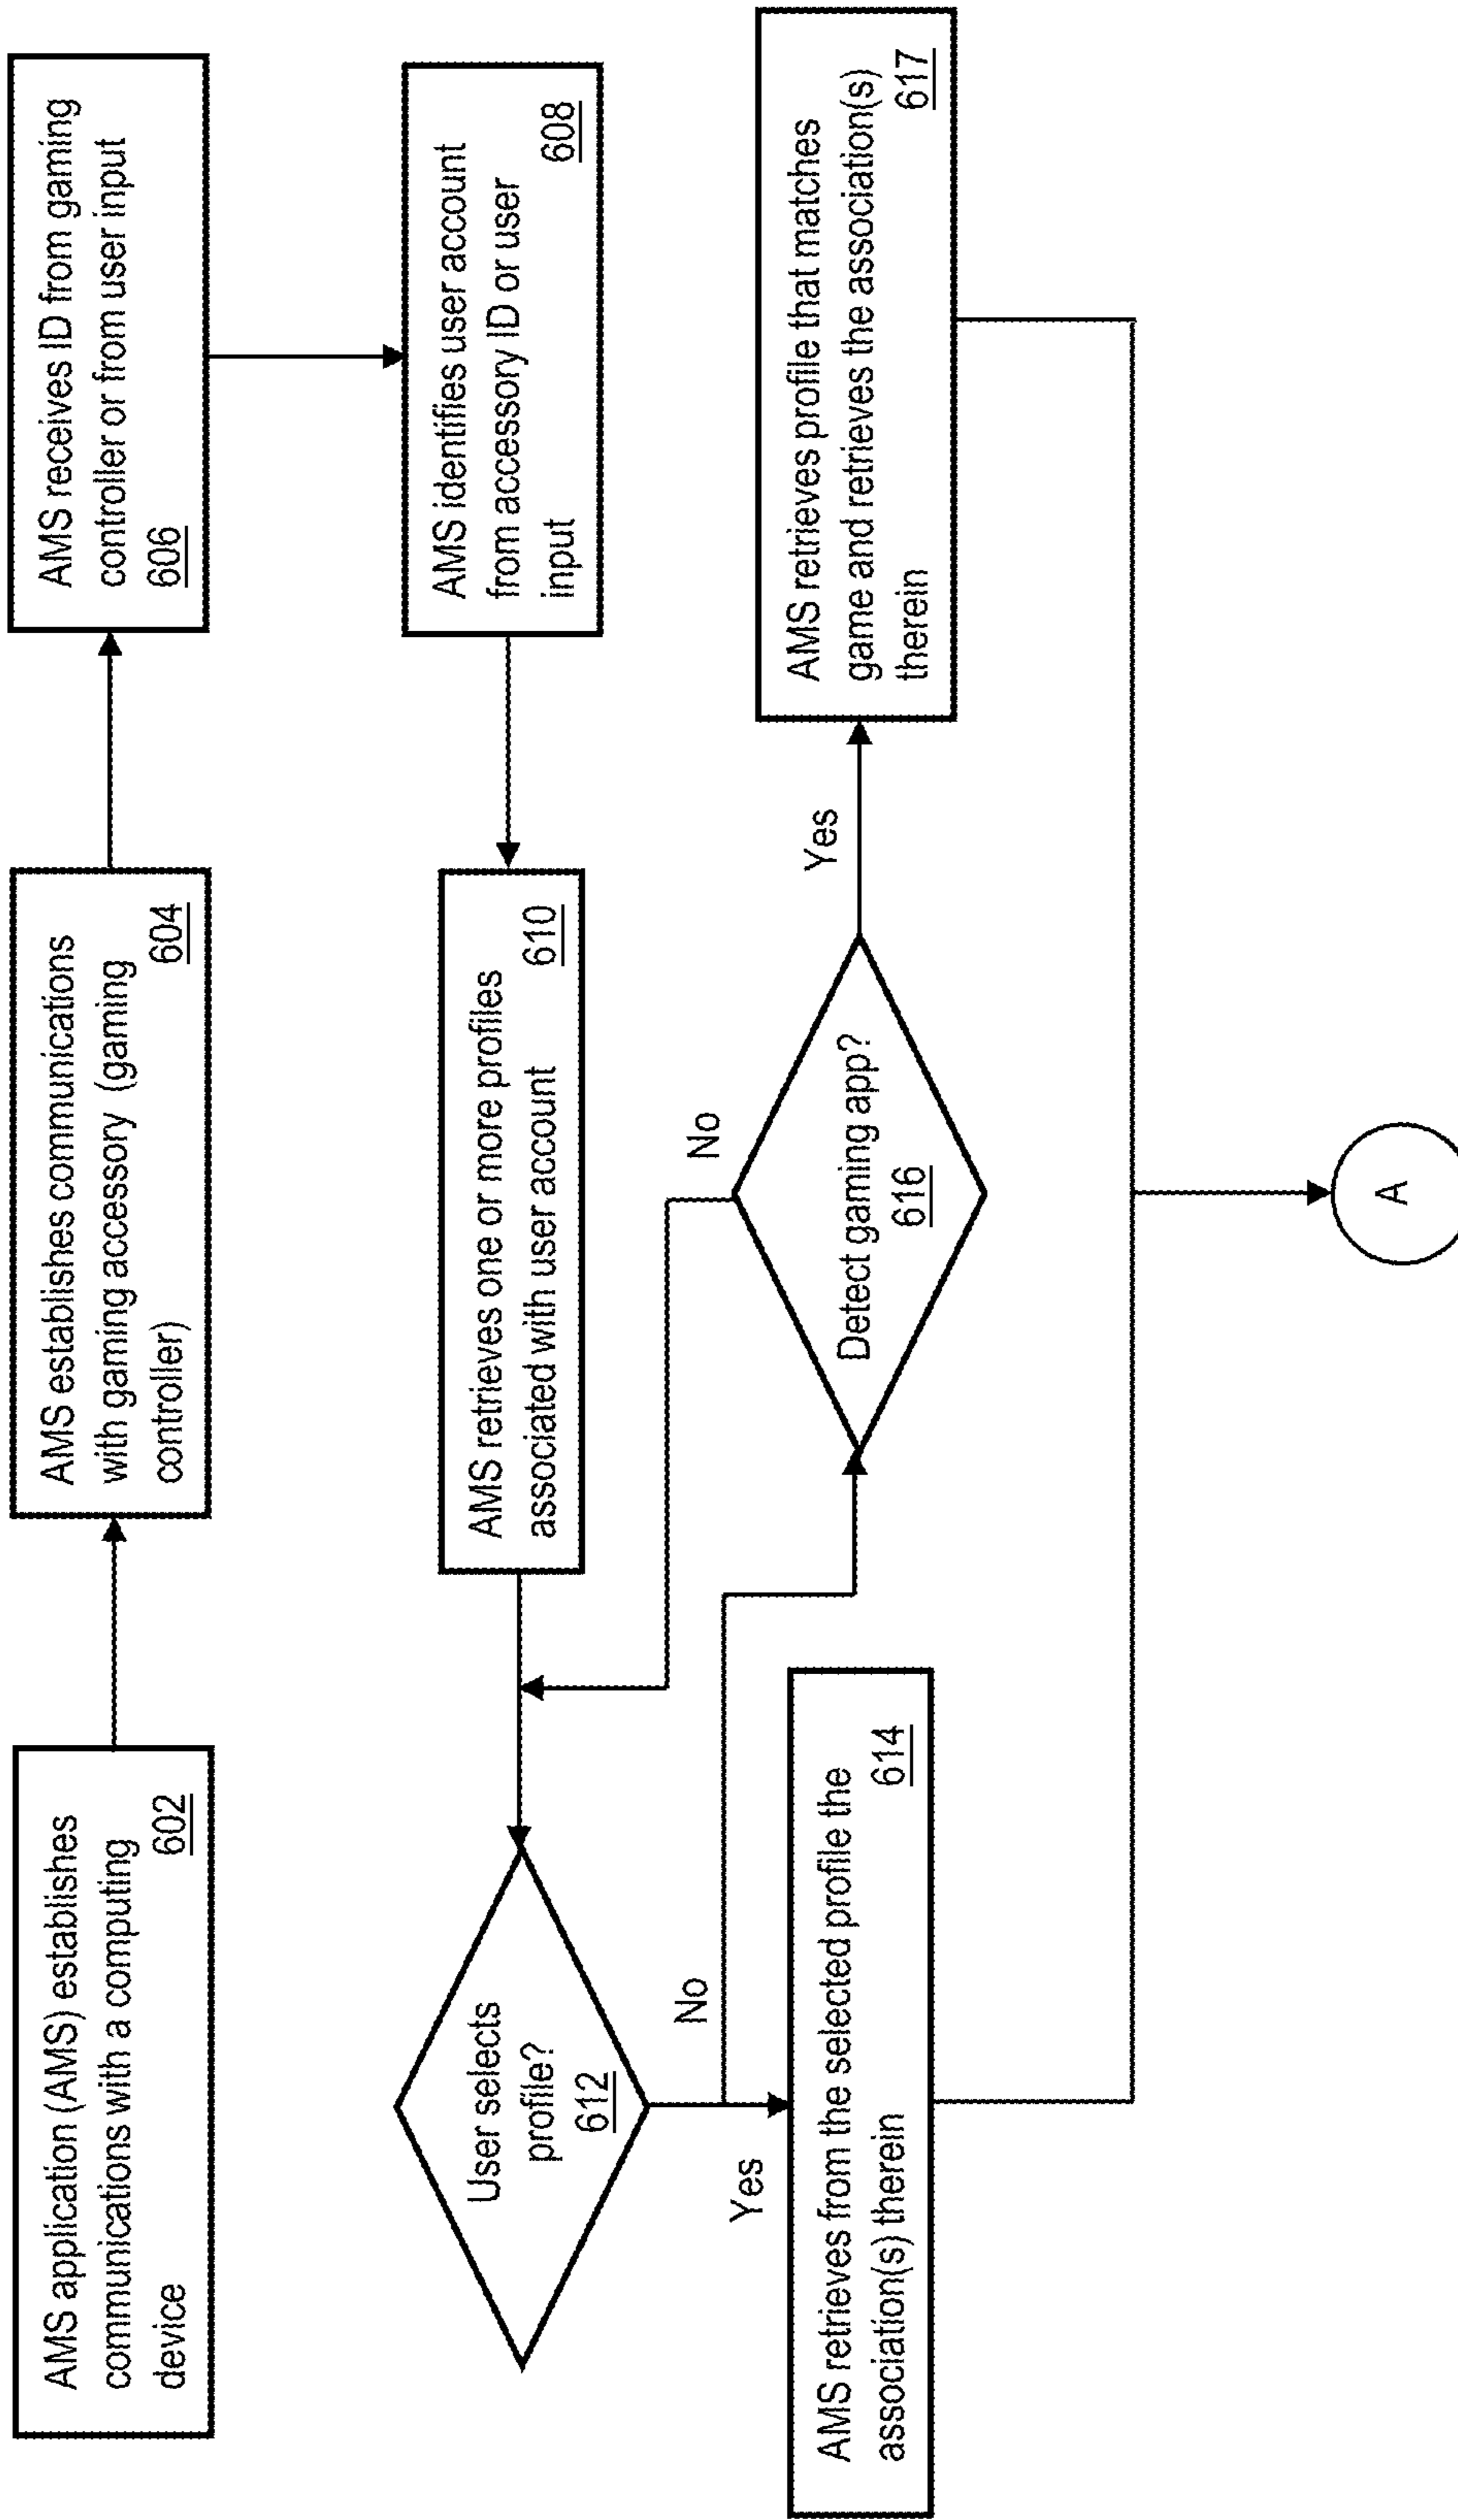 AMS application (AMS) establishes
communications with a computing
device
602
AMS establishes communications
with gaming accessory (gaming
controller)
604
AMS receives ID from gaming
controller or from user input
606
AMS identifies user account
from accessory ID or user
input
608
AMS retrieves one or more profiles
associated with user account
610
User selects
profile?
612
No
Yes
AMS retrieves from the selected profile the
association(s) therein
614
Detect gaming app?
616
No
Yes
AMS retrieves profile that matches
game and retrieves the association(s)
therein
617
A